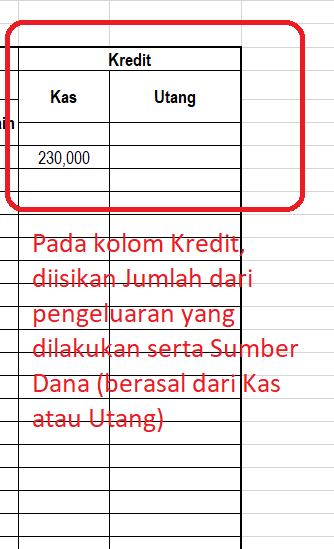 Kredit
Kas Utang
in
230,000
Pada kolom Kredit,
diisikan Jumlah dari
pengeluaran yang
dilakukan serta Sumber
Dana (berasal dari Kas
atau Utang)